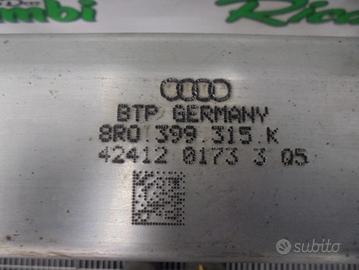 BTP GERMANY
8R0 399 315 K
42412 0173 3 Q5
subito